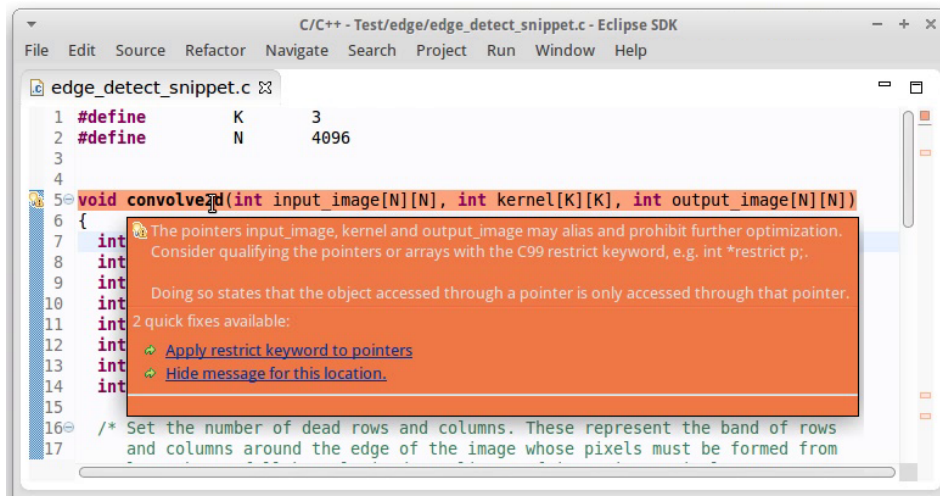 C/C++ - Test/edge/edge_detect_snippet.c - Eclipse SDK
File Edit Source Refactor Navigate Search Project Run Window Help
edge_detect_snippet.c
1 #define K 3
2 #define N 4096
3
4
5 void convolve2d(int input_image[N][N], int kernel[K][K], int output_image[N][N])
6 {
The pointers input_image, kernel and output_image may alias and prohibit further optimization.
7 int
Consider qualifying the pointers or arrays with the C99 restrict keyword, e.g. int *restrict p;.
8 int
9 int
Doing so states that the object accessed through a pointer is only accessed through that pointer.
10 int
2 quick fixes available:
11 int
12 int
Apply restrict keyword to pointers
13 int
Hide message for this location.
14 int
15
16 /* Set the number of dead rows and columns. These represent the band of rows
17 and columns around the edge of the image whose pixels must be formed from